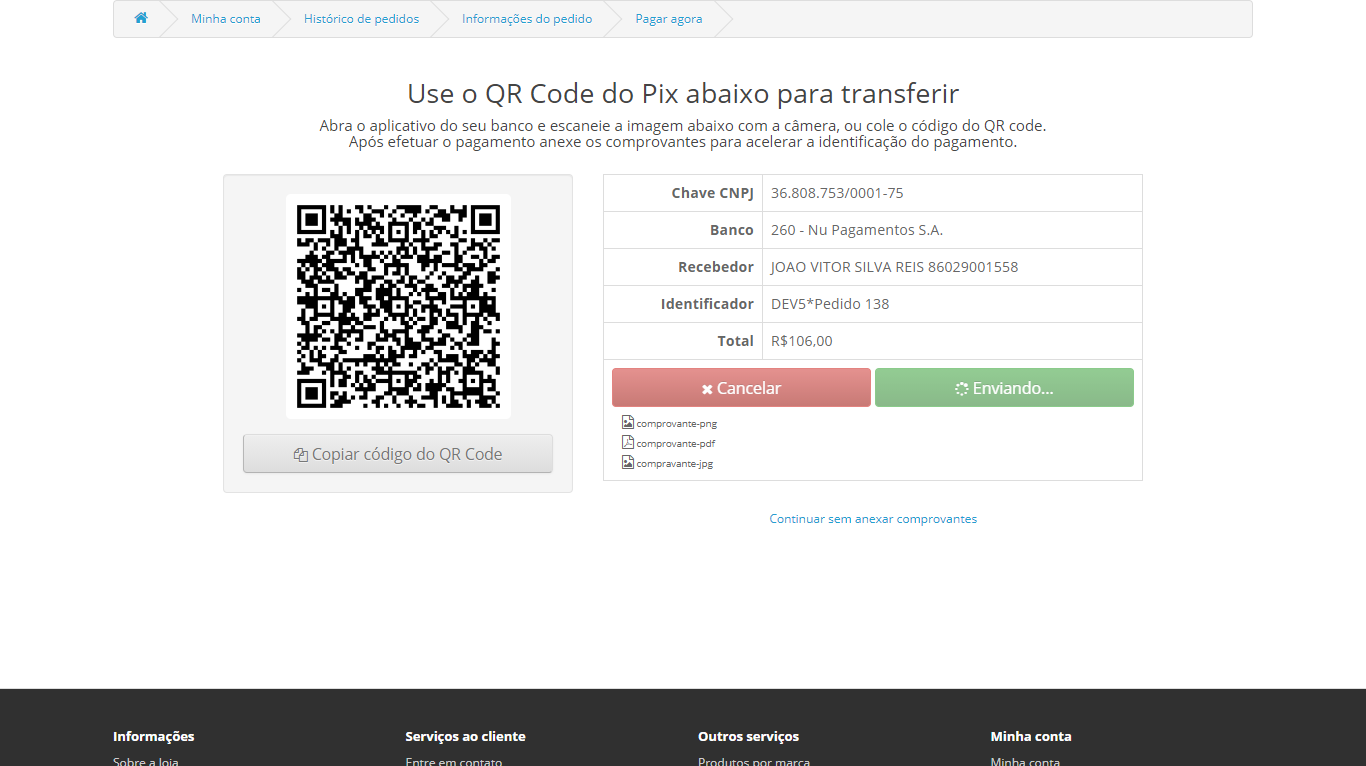 Minha conta
Histórico de pedidos
Informações do pedido
Pagar agora
Use o QR Code do Pix abaixo para transferir
Abra o aplicativo do seu banco e escaneie a imagem abaixo com a câmera, ou cole o código do QR code.
Após efetuar o pagamento anexe os comprovantes para acelerar a identificação do pagamento.
Copiar código do QR Code
Chave CNPJ 36.808.753/0001-75
Banco 260 - Nu Pagamentos S.A.
Recebedor JOAO VITOR SILVA REIS 86029001558
Identificador DEV5*Pedido 138
Total R$106,00
Cancelar
Enviando...
comprovante-png
comprovante-pdf
compravante-jpg
Continuar sem anexar comprovantes
Informações
Sobre a loja
Serviços ao cliente
Entre em contato
Outros serviços
Produtos por marca
Minha conta
Minha conta